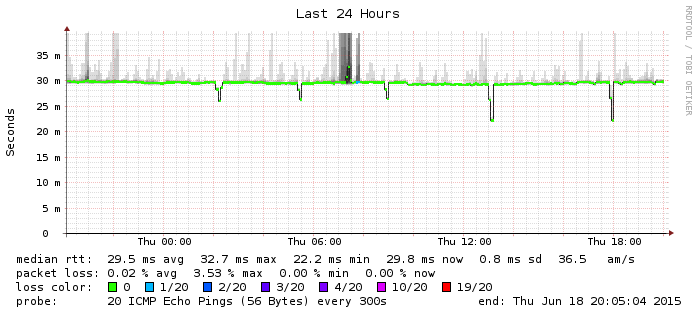 Last 24 Hours
RRDTOOL / TOBI OETIKER
Seconds
35 m
30 m
25 m
20 m
15 m
10 m
5 m
0
Thu 00:00 Thu 06:00 Thu 12:00 Thu 18:00
median rtt: 29.5 ms avg 32.7 ms max 22.2 ms min 29.8 ms now 0.8 ms sd 36.5 am/s
packet loss: 0.02 % avg 3.53 % max 0.00 % min 0.00 % now
loss color: 0 1/20 2/20 3/20 4/20 10/20 19/20
probe: 20 ICMP Echo Pings (56 Bytes) every 300s end: Thu Jun 18 20:05:04 2015